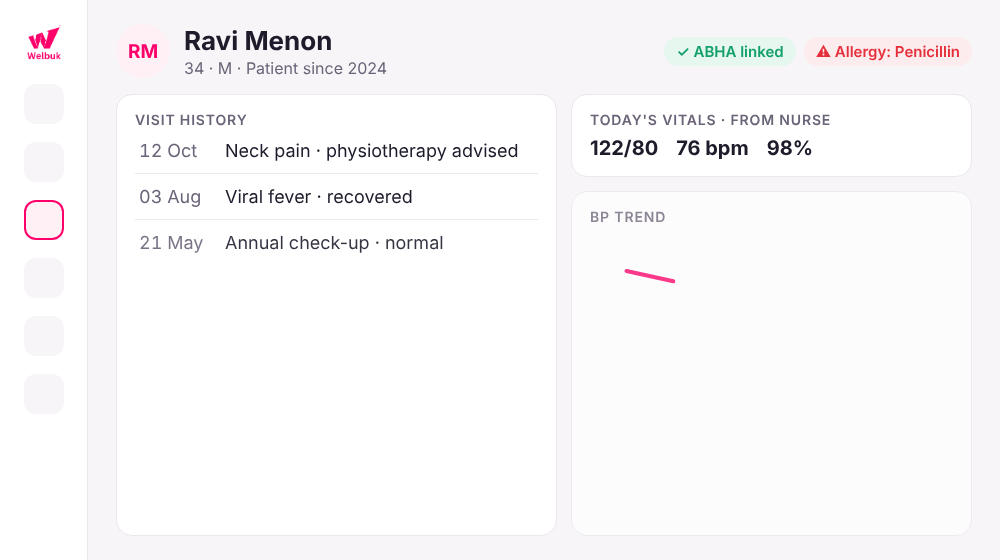 Welbuk
RM
Ravi Menon
34 · M · Patient since 2024
✓ ABHA linked
⚠ Allergy: Penicillin
VISIT HISTORY
12 Oct Neck pain · physiotherapy advised
03 Aug Viral fever · recovered
21 May Annual check-up · normal
TODAY'S VITALS · FROM NURSE
122/80 76 bpm 98%
BP TREND